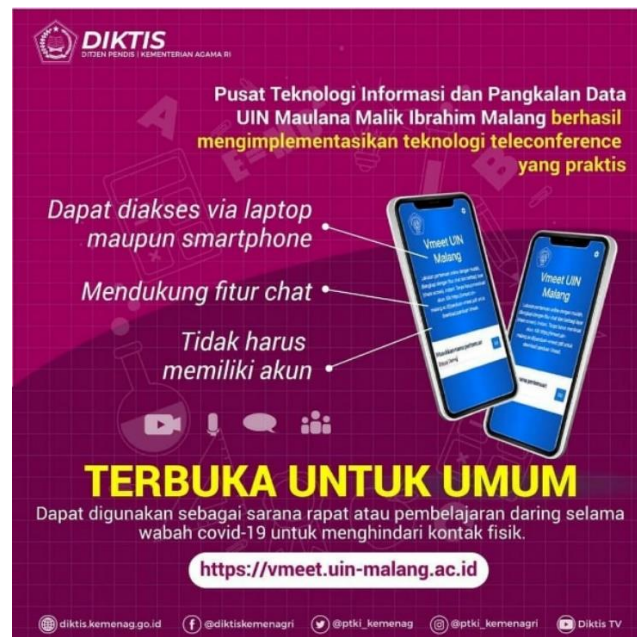 DIKTIS
DITJEN PENDIS | KEMENTERIAN AGAMA RI
Pusat Teknologi Informasi dan Pangkalan Data
UIN Maulana Malik Ibrahim Malang berhasil
mengimplementasikan teknologi teleconference
yang praktis
Dapat diakses via laptop
maupun smartphone
Mendukung fitur chat
Tidak harus
memiliki akun
Vmeet UIN
Malang
Vmeet UIN
Malang
A
B
TERBUKA UNTUK UMUM
Dapat digunakan sebagai sarana rapat atau pembelajaran daring selama
wabah covid-19 untuk menghindari kontak fisik.
https://vmeet.uin-malang.ac.id
diktis.kemenag.go.id
@diktiskemenagri
@ptki_kemenag
@ptki_kemenagri
Diktis TV